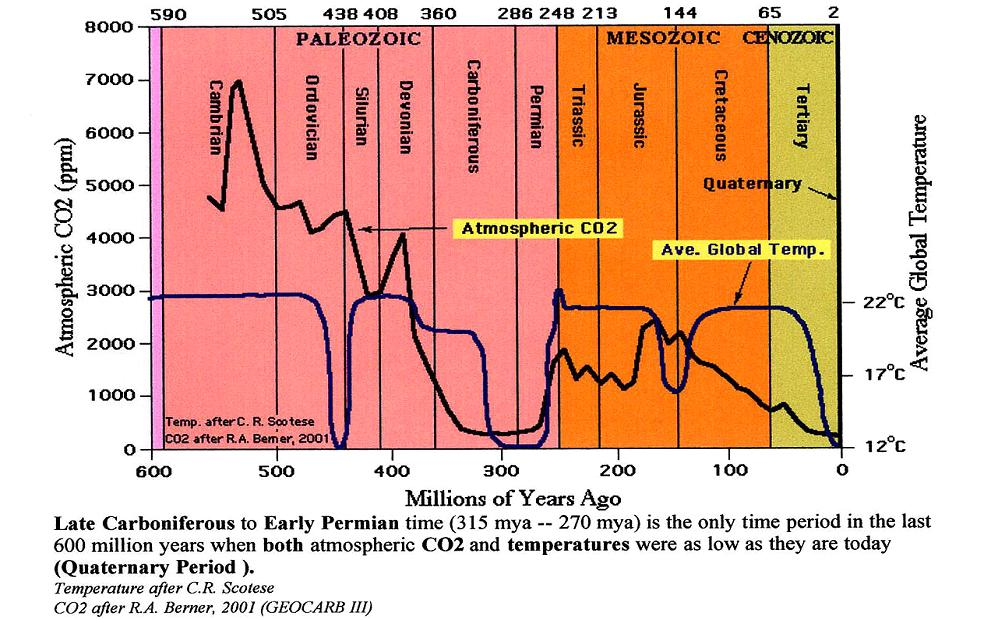 590 505 438 408 360 286 248 213 144 65 2
PALEOZOIC MESOZOIC CENOZOIC
8000
7000
6000
5000
4000
3000
2000
1000
0
Atmospheric CO2 (ppm)
Cambrian
Ordovician
Silurian
Devonian
Carboniferous
Permian
Triassic
Jurassic
Cretaceous
Tertiary
Quaternary
Atmospheric CO2
Ave. Global Temp.
Average Global Temperature
22°C
17°C
12°C
Temp. after C. R. Scotese
CO2 after R.A. Berner, 2001
600 500 400 300 200 100 0
Millions of Years Ago
Late Carboniferous to Early Permian time (315 mya -- 270 mya) is the only time period in the last
600 million years when both atmospheric CO2 and temperatures were as low as they are today
(Quaternary Period ).
Temperature after C.R. Scotese
CO2 after R.A. Berner, 2001 (GEOCARB III)